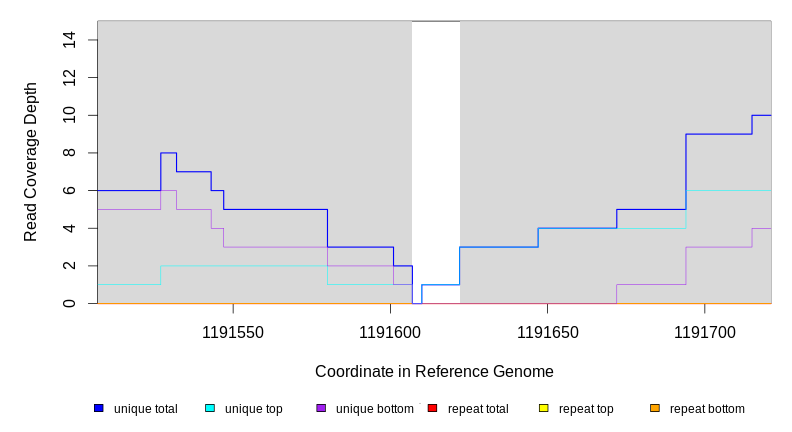 Read Coverage Depth
14
12
10
8
6
4
2
0
1191550 1191600 1191650 1191700
Coordinate in Reference Genome
unique total unique top unique bottom repeat total repeat top repeat bottom